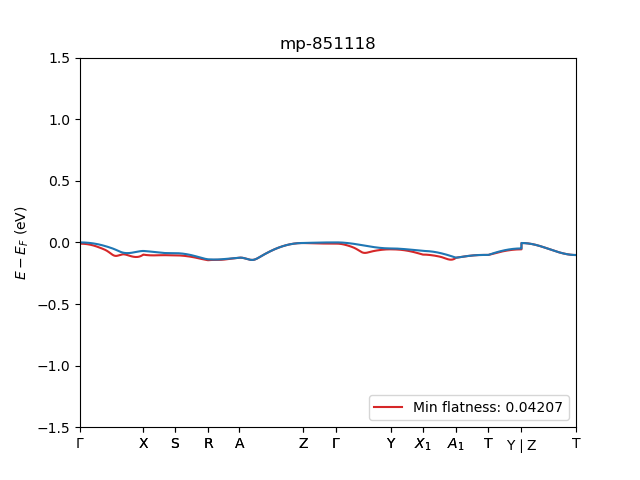 mp-851118
1.5
1.0
0.5
0.0
−0.5
−1.0
−1.5
E − E_F (eV)
Min flatness: 0.04207
Γ X S R A Z Γ Y X₁ A₁ T Y | Z T